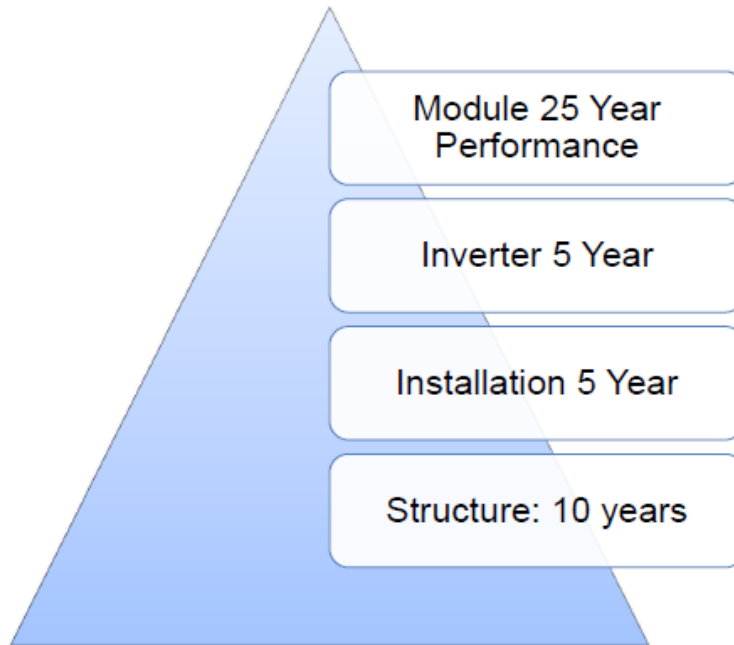 Module 25 Year
Performance
Inverter 5 Year
Installation 5 Year
Structure: 10 years